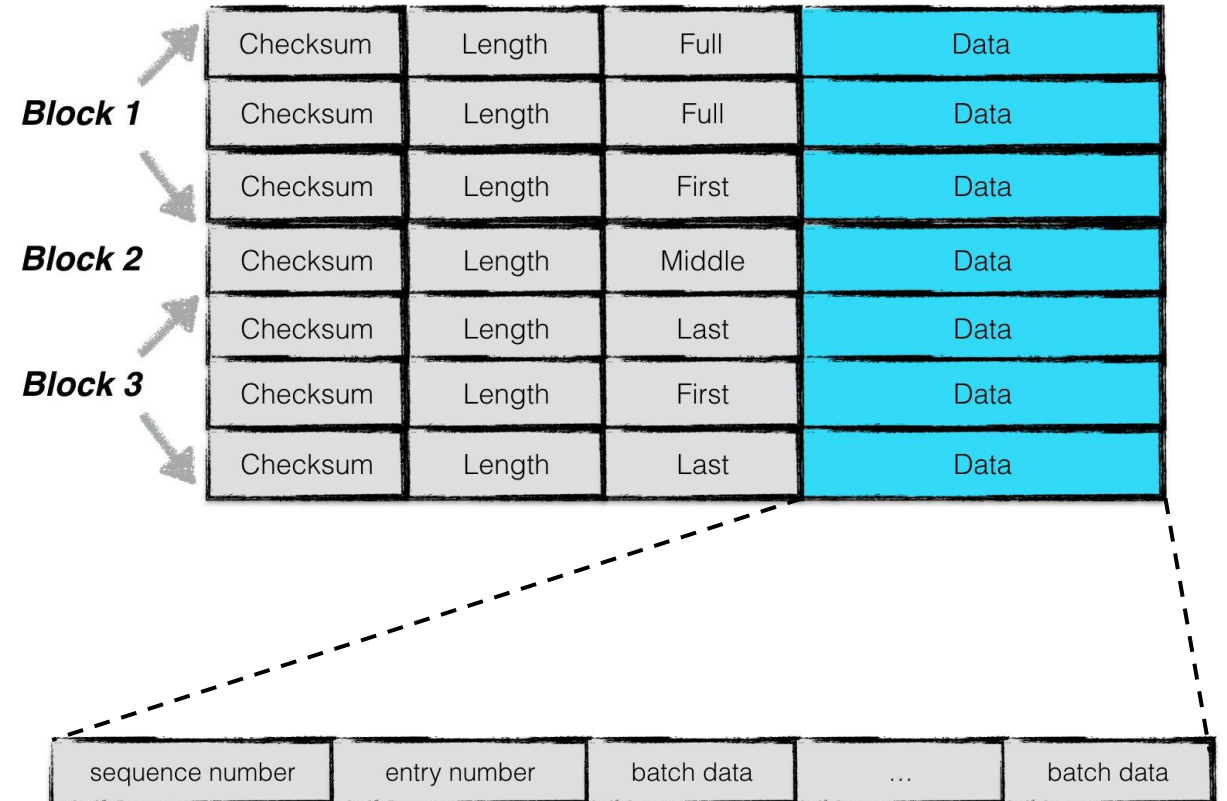 Checksum Length Full Data
Block 1
Checksum Length Full Data
Checksum Length First Data
Block 2 Checksum Length Middle Data
Checksum Length Last Data
Block 3
Checksum Length First Data
Checksum Length Last Data
sequence number entry number batch data … batch data